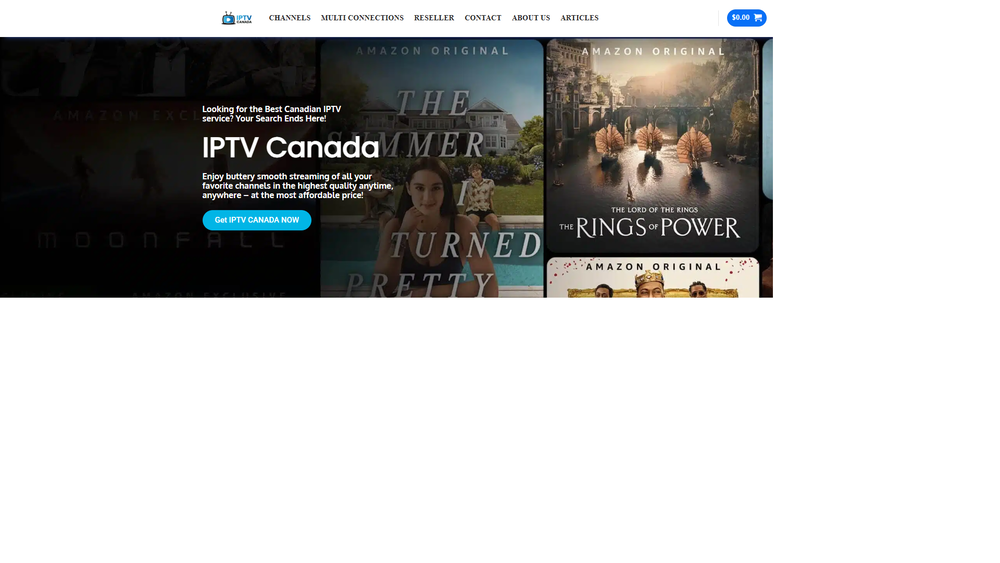 IPTV
CANADA
CHANNELS
MULTI CONNECTIONS
RESELLER
CONTACT
ABOUT US
ARTICLES
$0.00
Looking for the Best Canadian IPTV
service? Your Search Ends Here!
IPTV Canada
Enjoy buttery smooth streaming of all your
favorite channels in the highest quality anytime,
anywhere – at the most affordable price!
Get IPTV CANADA NOW
AMAZON EXCL
MOONFALL
AMAZON EXCLUSIVE
AMAZON ORIGINAL
THE
SUMMER
I
TURNED
PRETTY
AMAZON ORIGINAL
THE LORD OF THE RINGS
THE RINGS OF POWER
AMAZON ORIGINAL